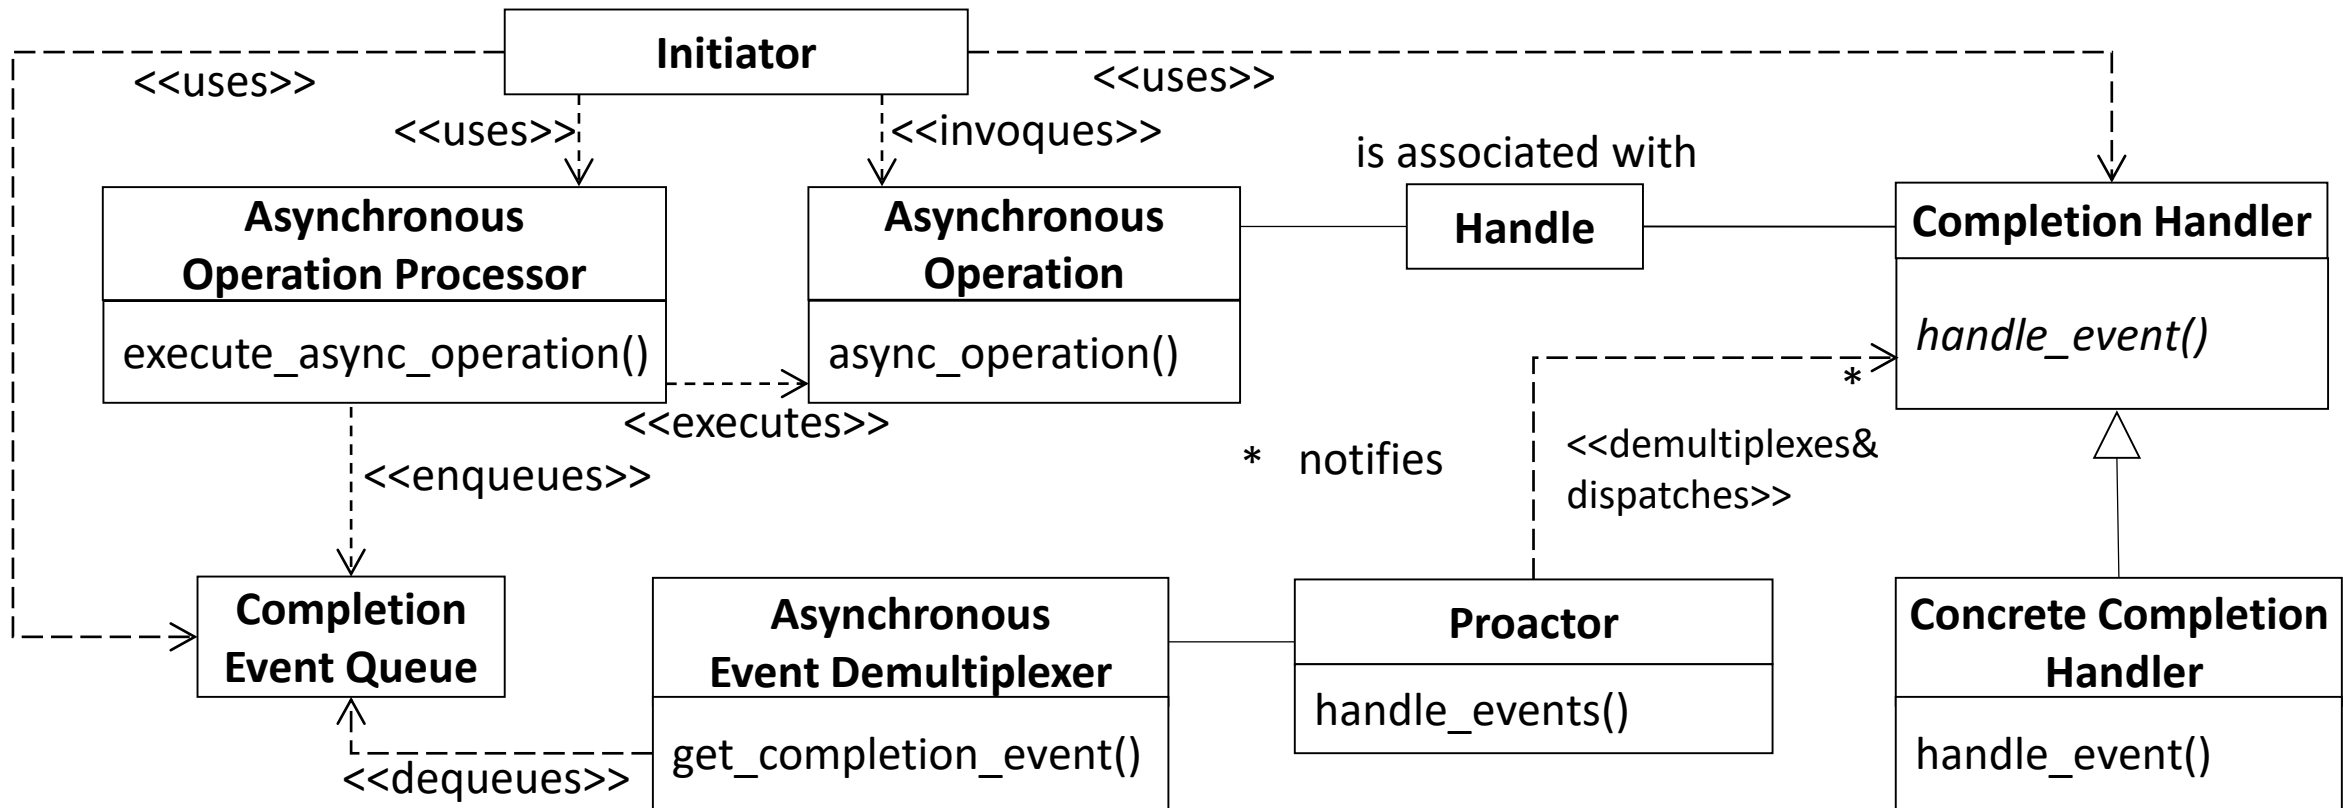 Initiator
<<uses>>
<<uses>>
<<uses>>
<<invoques>>
is associated with
Asynchronous
Operation Processor
execute_async_operation()
Asynchronous
Operation
async_operation()
Handle
Completion Handler
handle_event()
*
<<executes>>
<<enqueues>>
* notifies
<<demultiplexes&
dispatches>>
Completion
Event Queue
Asynchronous
Event Demultiplexer
get_completion_event()
Proactor
handle_events()
Concrete Completion
Handler
handle_event()
<<dequeues>>